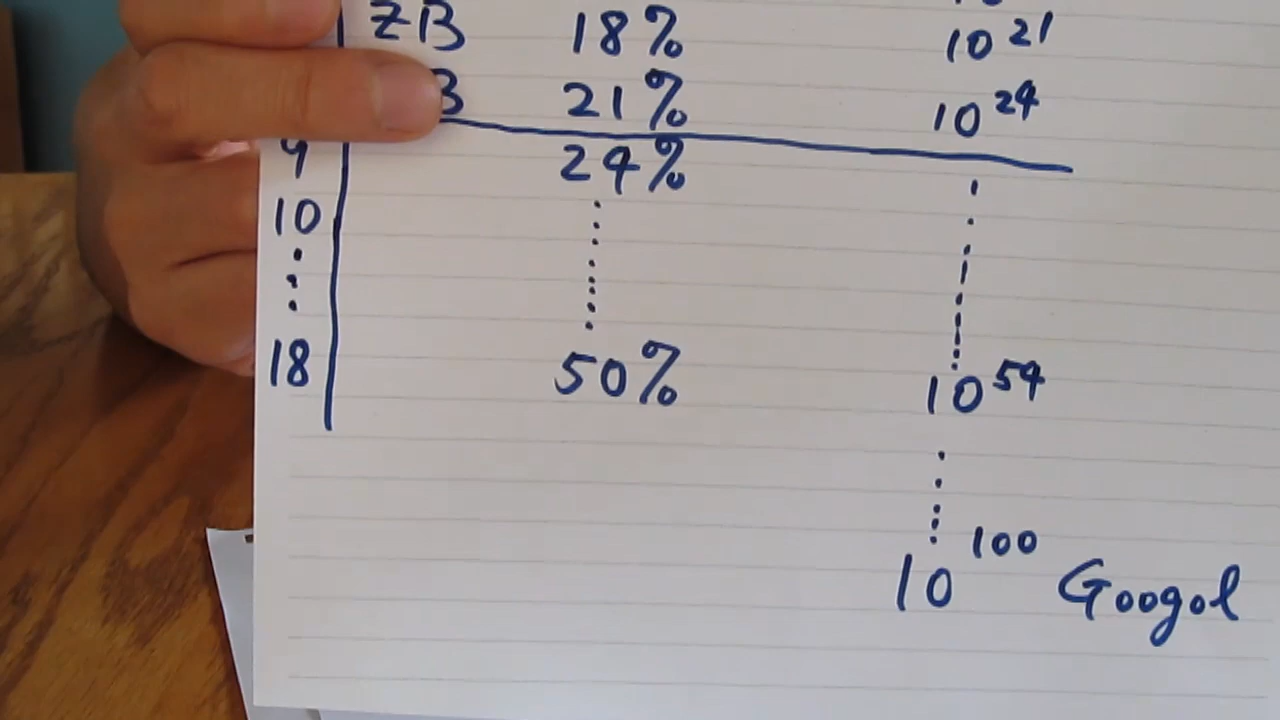 ZB 18% 10^21
B 21% 10^24
9 24%
10
18 50% 10^54
10^100 Googol